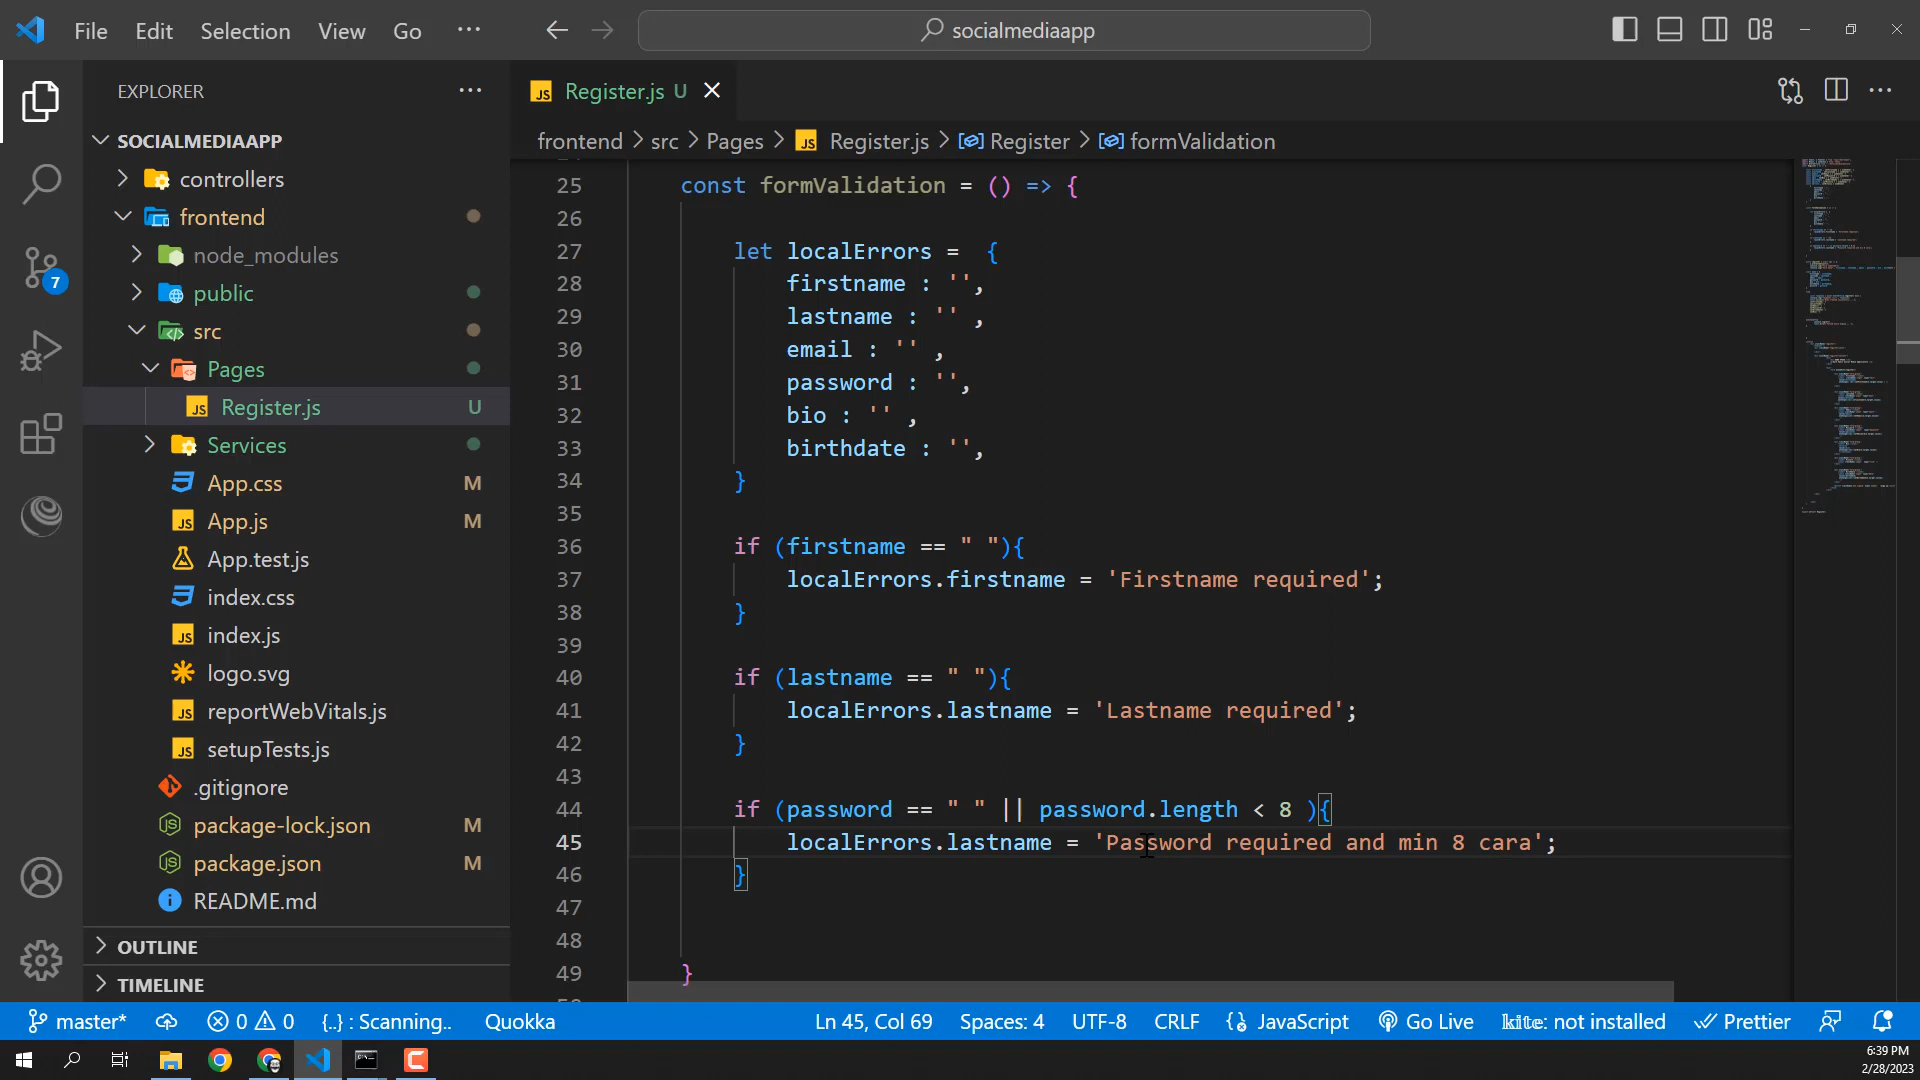 File Edit Selection View Go ··· socialmediaapp
EXPLORER ···
SOCIALMEDIAAPP
controllers
frontend
node_modules
public
src
Pages
Register.js U
Services
App.css M
App.js M
App.test.js
index.css
index.js
logo.svg
reportWebVitals.js
setupTests.js
.gitignore
package-lock.json M
package.json M
README.md
OUTLINE
TIMELINE
7
Register.js U
frontend > src > Pages > Register.js > Register > formValidation
25 const formValidation = () => {
26
27 let localErrors =  {
28 firstname : '',
29 lastname : '' ,
30 email : '' ,
31 password : '',
32 bio : '' ,
33 birthdate : '',
34 }
35
36 if (firstname == " "){
37 localErrors.firstname = 'Firstname required';
38 }
39
40 if (lastname == " "){
41 localErrors.lastname = 'Lastname required';
42 }
43
44 if (password == " " || password.length < 8 ){
45 localErrors.lastname = 'Password required and min 8 cara';
46 }
47
48
49 }
master* 0 0 {..} : Scanning.. Quokka Ln 45, Col 69 Spaces: 4 UTF-8 CRLF JavaScript Go Live kite: not installed Prettier
6:39 PM
2/28/2023